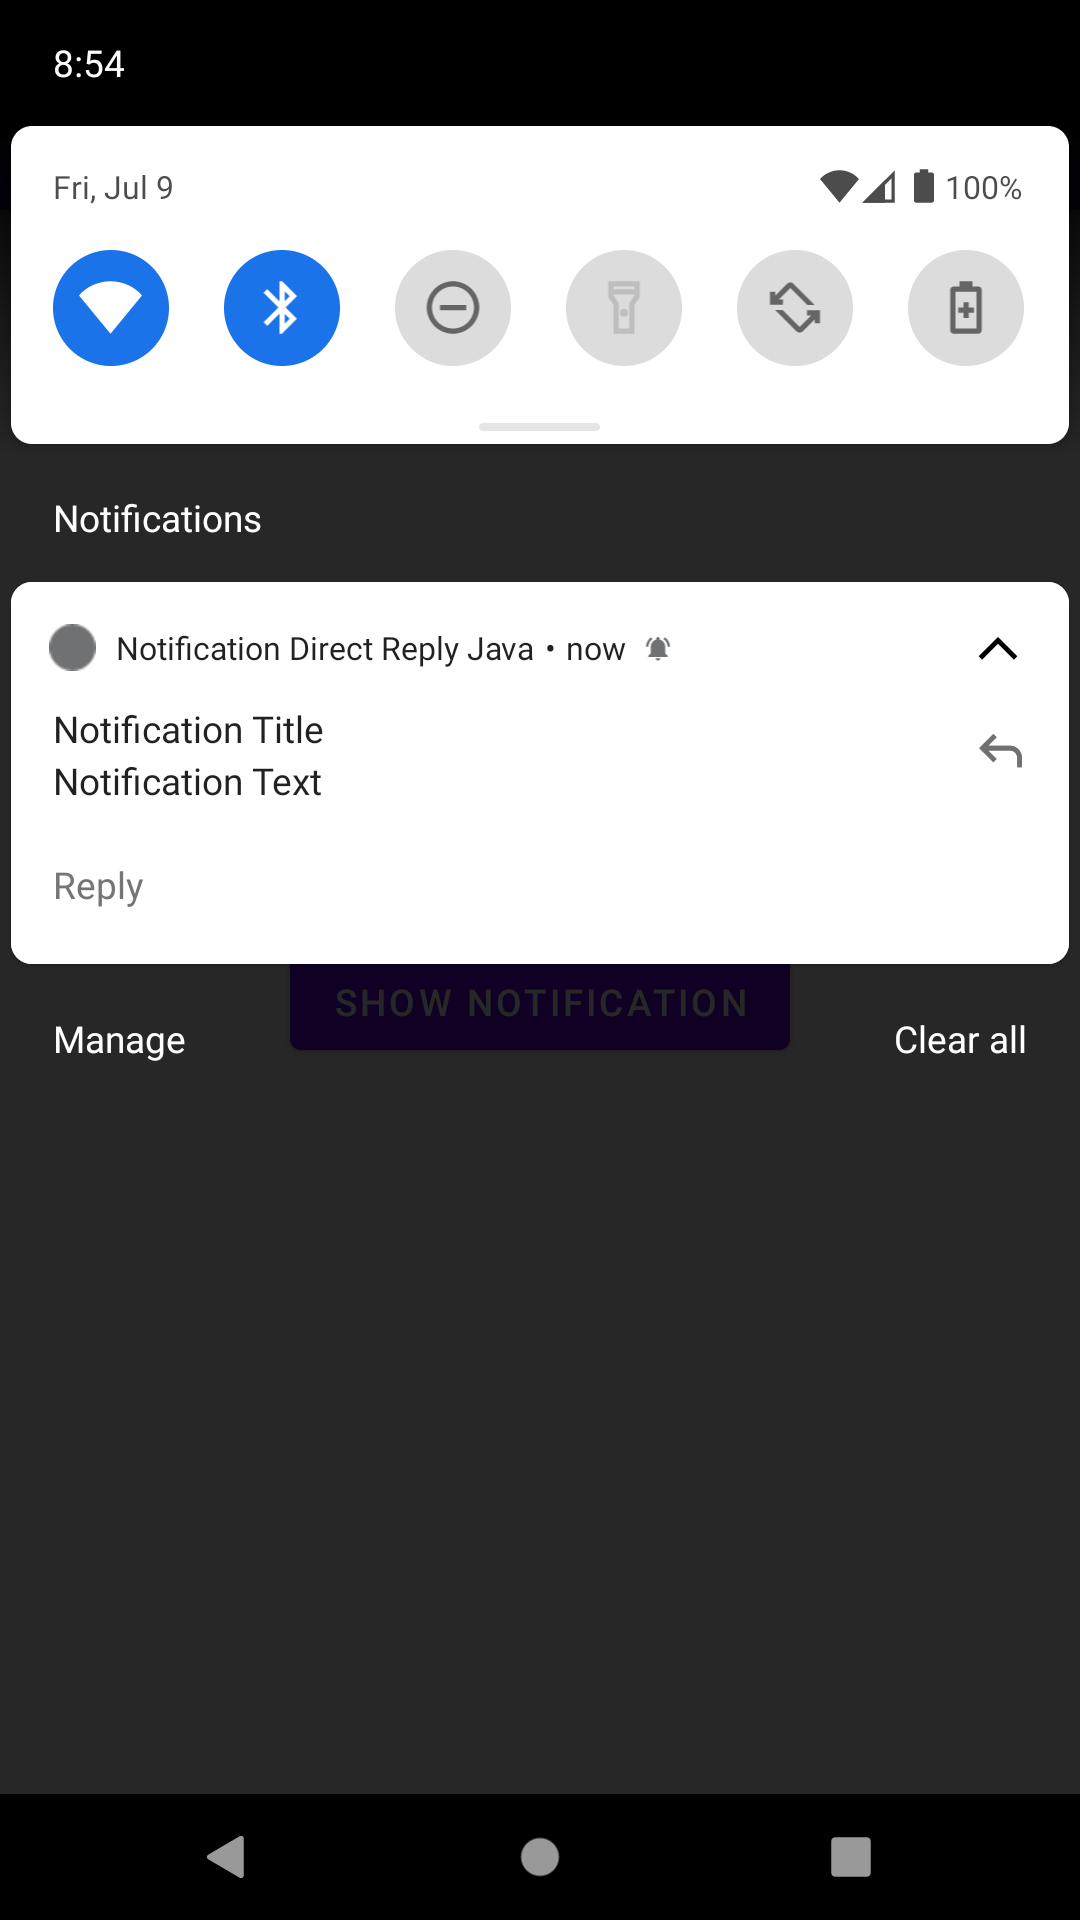 8:54
Fri, Jul 9 100%
Notifications
Notification Direct Reply Java • now
Notification Title
Notification Text
Reply
SHOW NOTIFICATION
Manage Clear all